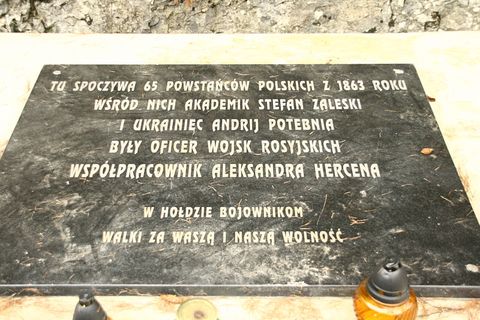 TU SPOCZYWA 65 POWSTAŃCÓW POLSKICH Z 1863 ROKU
WŚRÓD NICH AKADEMIK STEFAN ZALESKI
I UKRAINIEC ANDRIJ POTEBNIA
BYŁY OFICER WOJSK ROSYJSKICH
WSPÓŁPRACOWNIK ALEKSANDRA HERCENA
W HOŁDZIE BOJOWNIKOM
WALKI ZA WASZĄ I NASZĄ WOLNOŚĆ